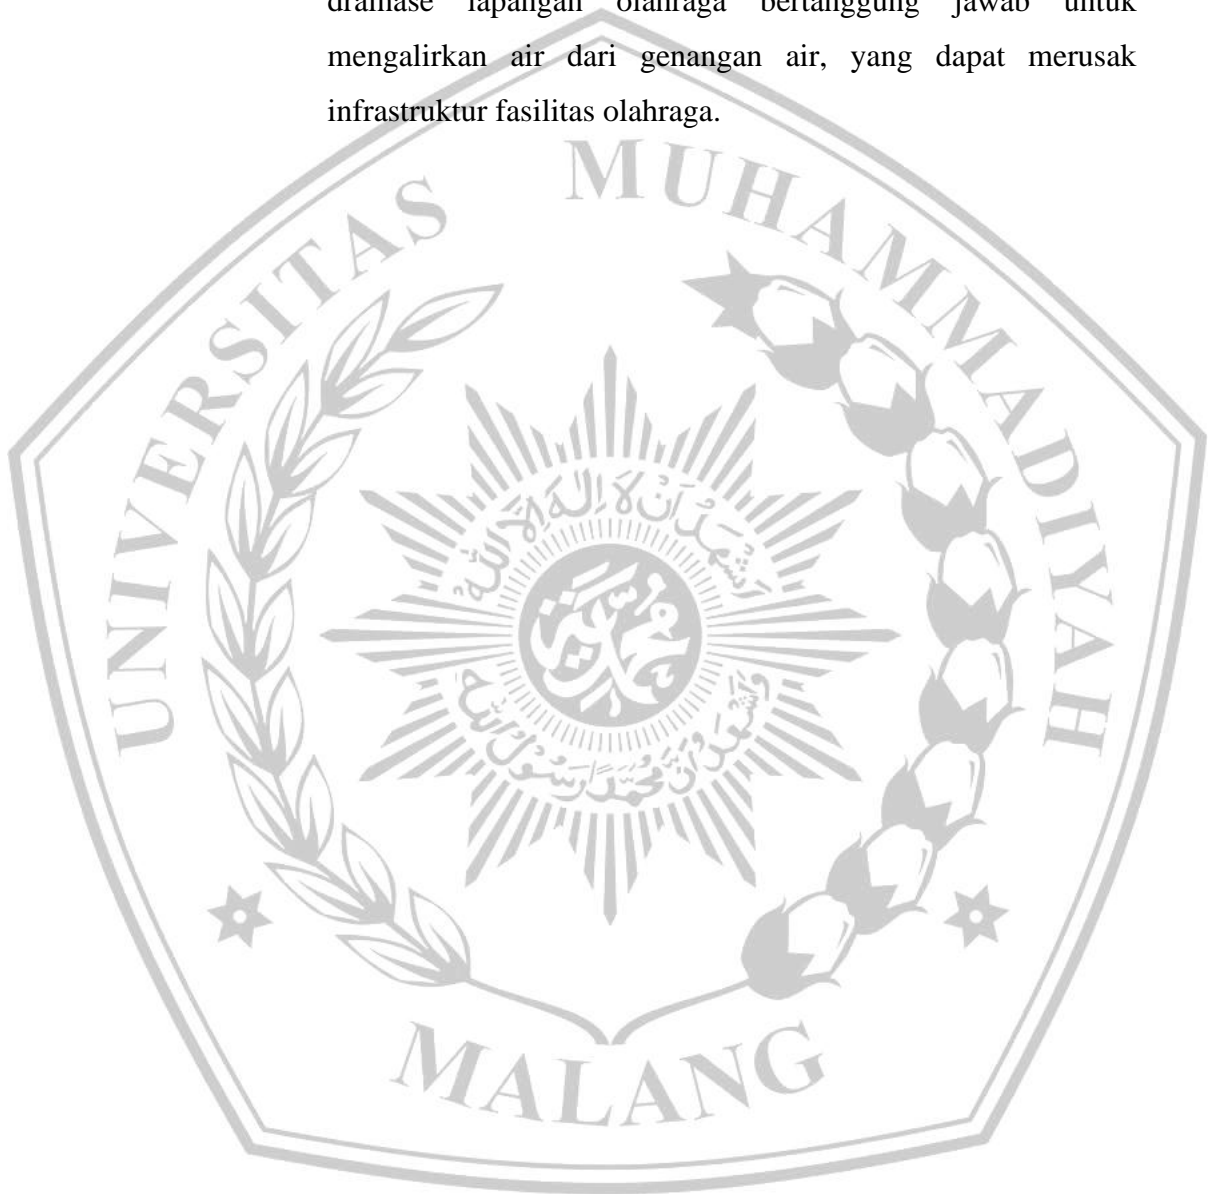 drainase lapangan olahraga bertanggung jawab untuk
mengalirkan air dari genangan air, yang dapat merusak
infrastruktur fasilitas olahraga.
UNIVERSITAS MUHAMMADIYAH
MALANG